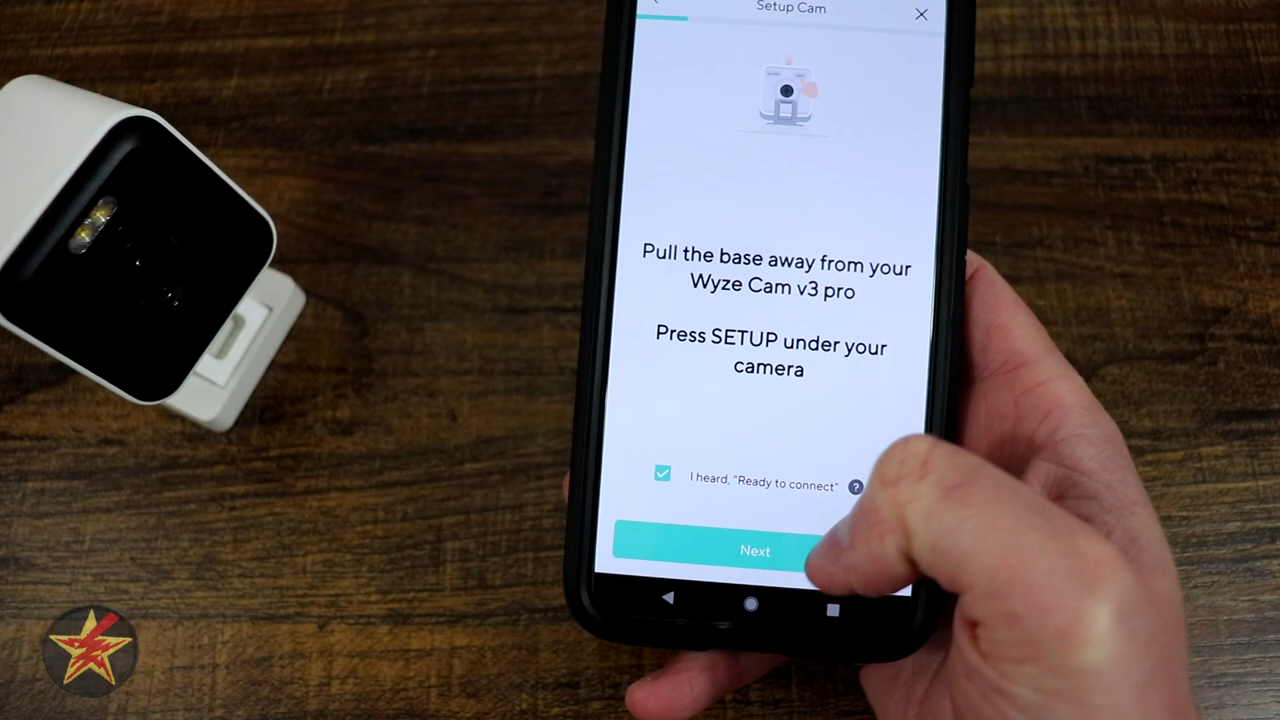 Setup Cam
Pull the base away from your
Wyze Cam v3 pro
Press SETUP under your
camera
I heard, "Ready to connect" ?
Next